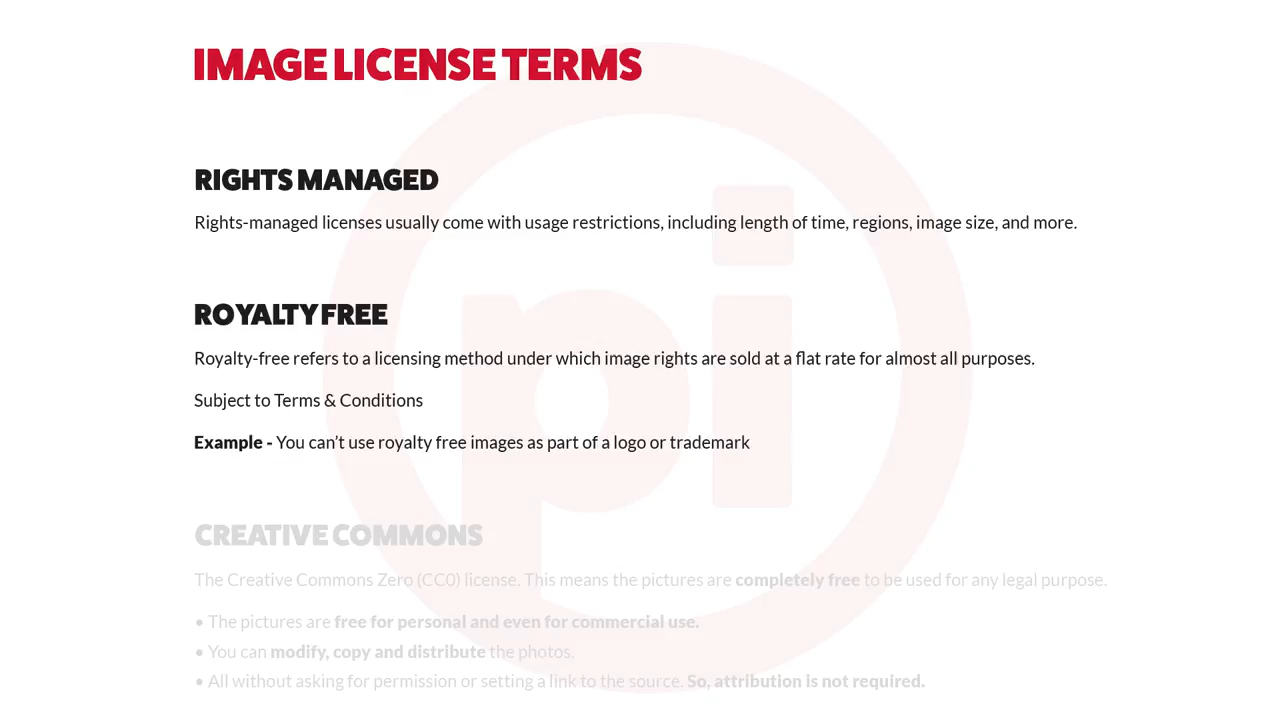 IMAGE LICENSE TERMS
RIGHTS MANAGED
Rights-managed licenses usually come with usage restrictions, including length of time, regions, image size, and more.
ROYALTY FREE
Royalty-free refers to a licensing method under which image rights are sold at a flat rate for almost all purposes.
Subject to Terms & Conditions
Example - You can’t use royalty free images as part of a logo or trademark
CREATIVE COMMONS
The Creative Commons Zero (CC0) license. This means the pictures are completely free to be used for any legal purpose.
• The pictures are free for personal and even for commercial use.
• You can modify, copy and distribute the photos.
• All without asking for permission or setting a link to the source. So, attribution is not required.
pi